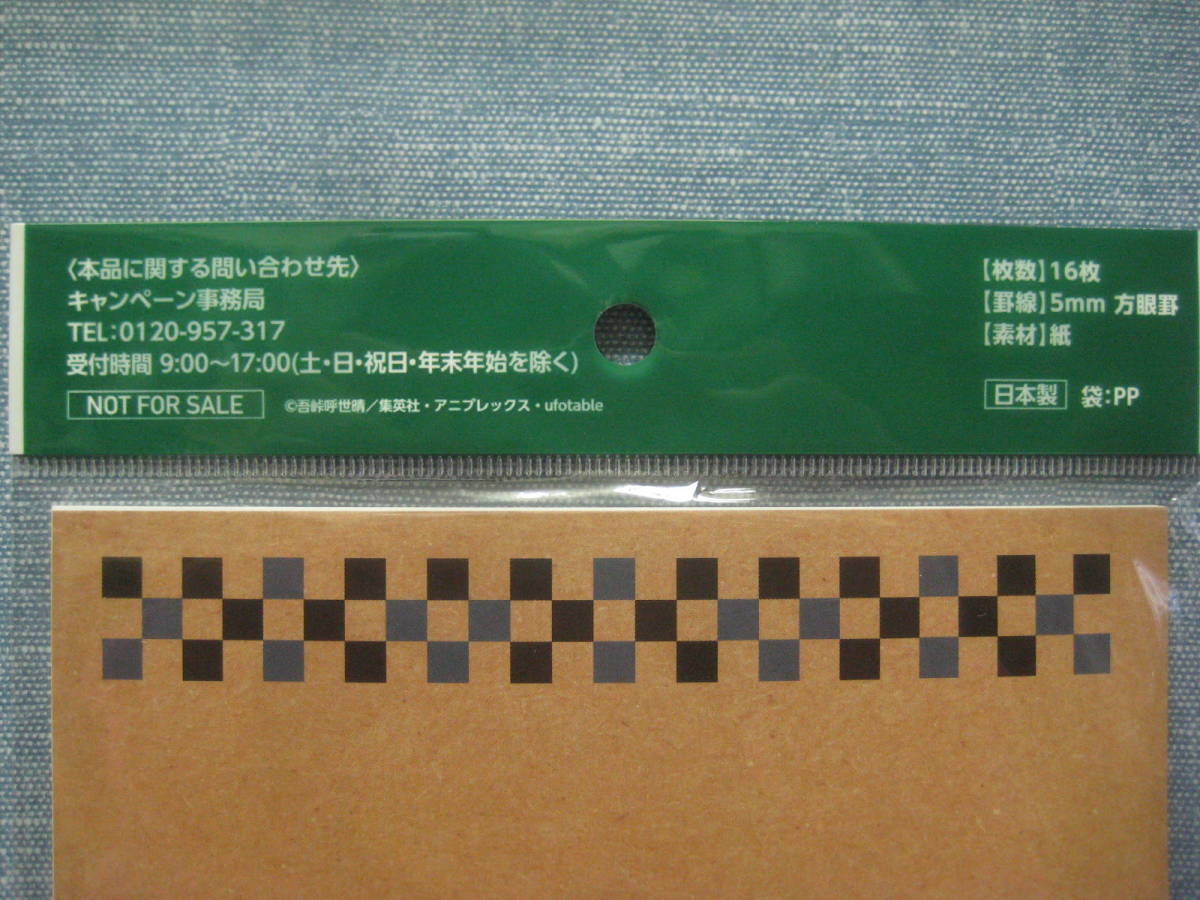 〈本品に関する問い合わせ先〉
キャンペーン事務局
TEL:0120-957-317
受付時間 9:00～17:00(土・日・祝日・年末年始を除く)
NOT FOR SALE ©吾峠呼世晴／集英社・アニプレックス・ufotable
【枚数】16枚
【罫線】5mm 方眼罫
【素材】紙
日本製 袋:PP